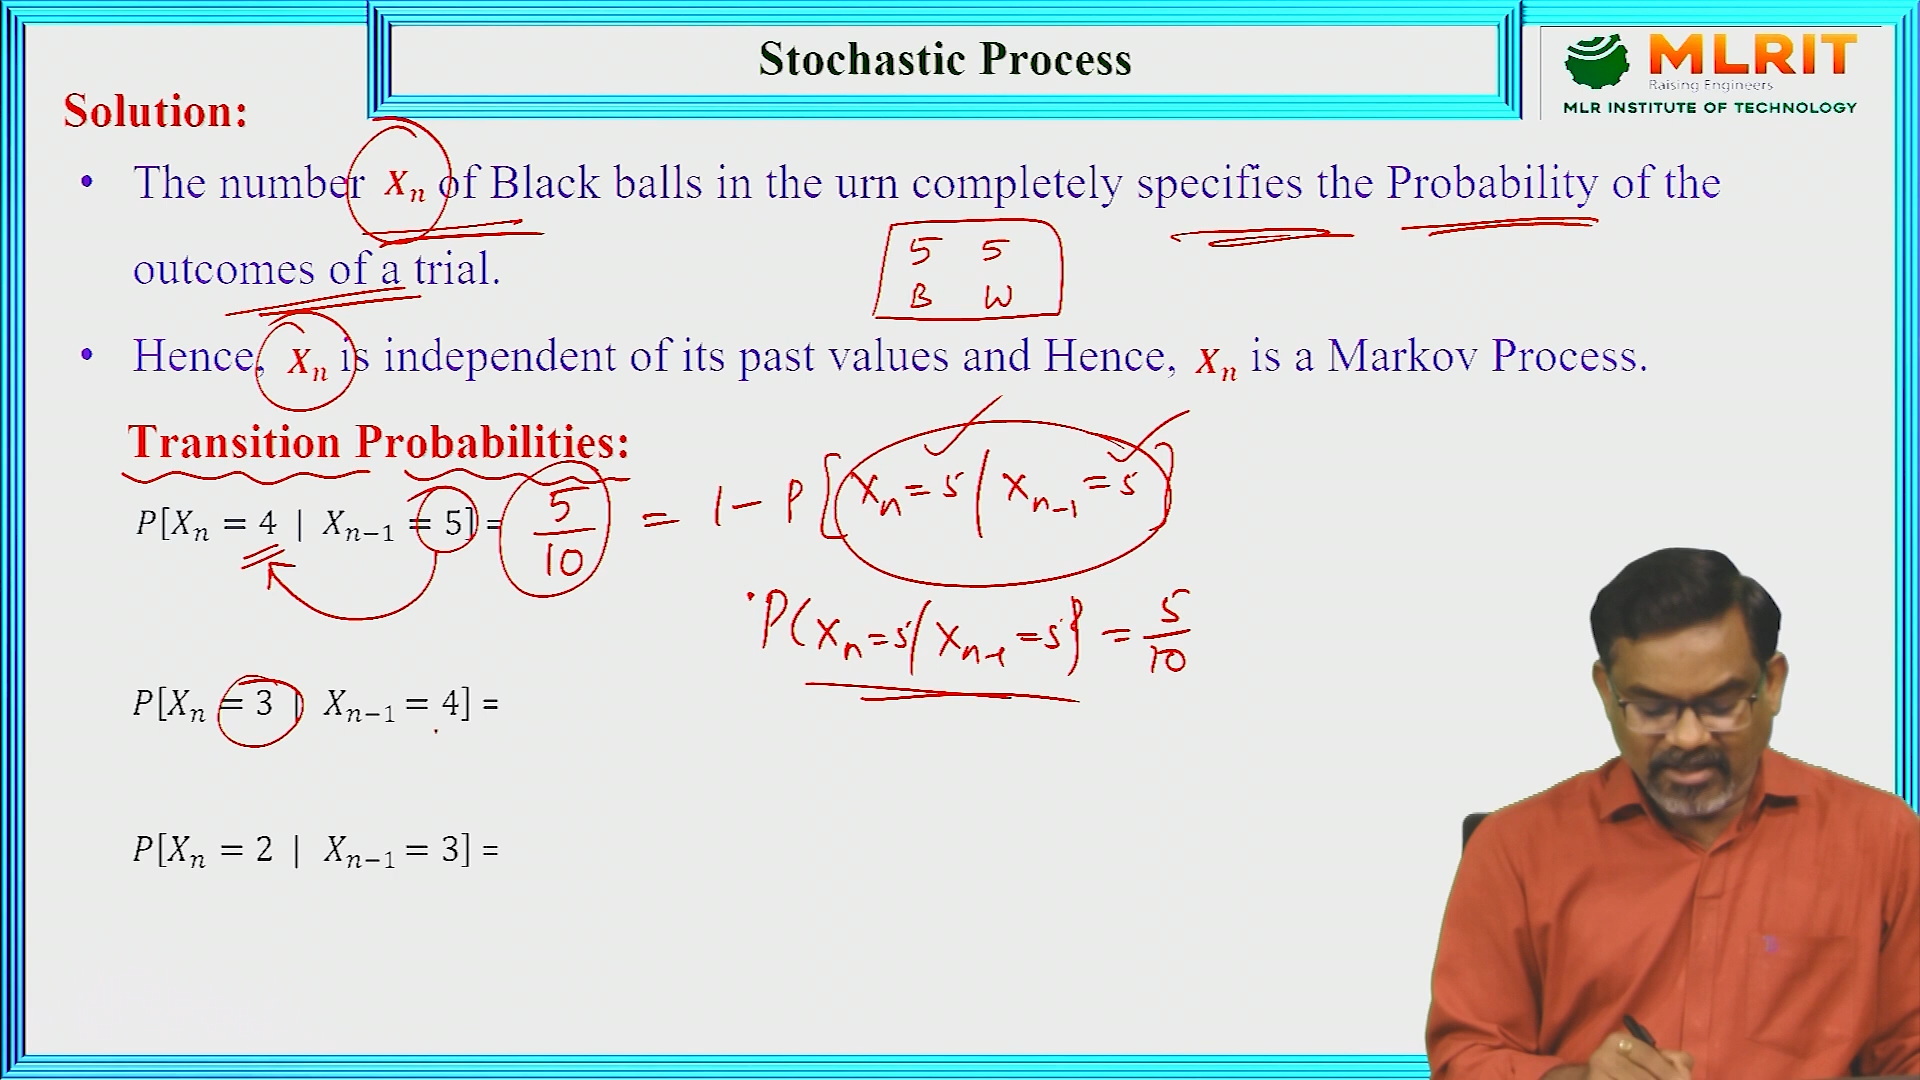 Stochastic Process
MLRIT
Raising Engineers
MLR INSTITUTE OF TECHNOLOGY
Solution:
• The number Xₙ of Black balls in the urn completely specifies the Probability of the
outcomes of a trial.
5 5
B W
• Hence, Xₙ is independent of its past values and Hence, Xₙ is a Markov Process.
Transition Probabilities:
P[Xₙ = 4 | Xₙ₋₁ = 5] = 5/10 = 1 - P[Xₙ = 5 / Xₙ₋₁ = 5]
P(Xₙ = 5 / Xₙ₋₁ = 5} = 5/10
P[Xₙ = 3 | Xₙ₋₁ = 4] =
P[Xₙ = 2 | Xₙ₋₁ = 3] =